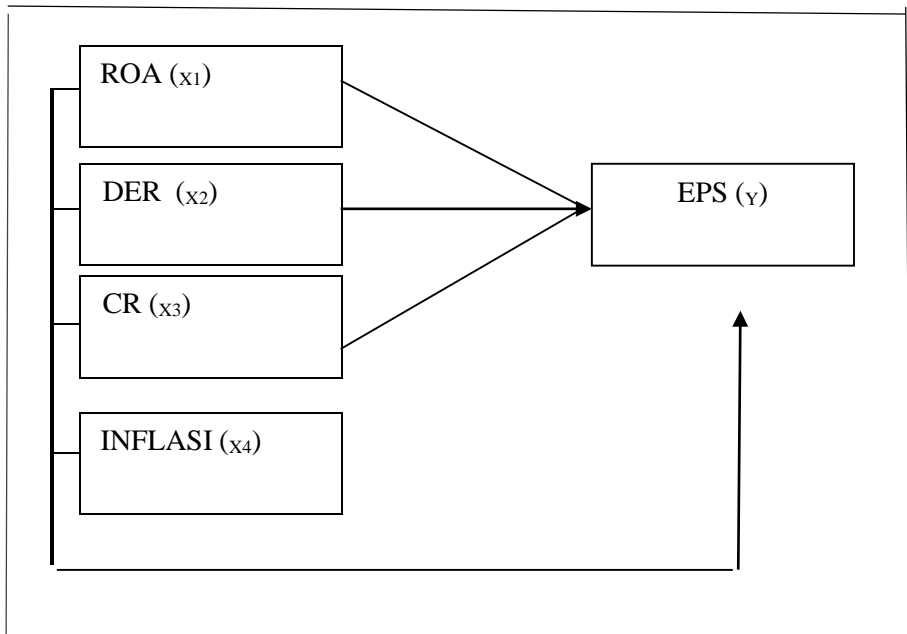 ROA (X1)
DER (X2)
EPS (Y)
CR (X3)
INFLASI (X4)